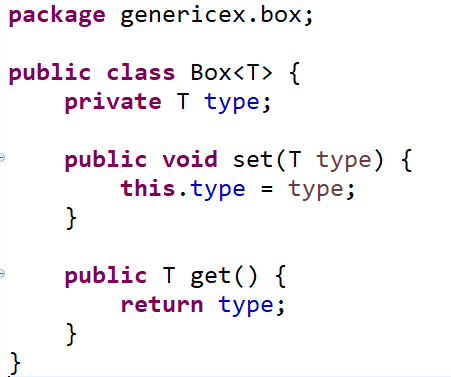 package genericex.box;
public class Box<T> {
private T type;
public void set(T type) {
this.type = type;
}
public T get() {
return type;
}
}